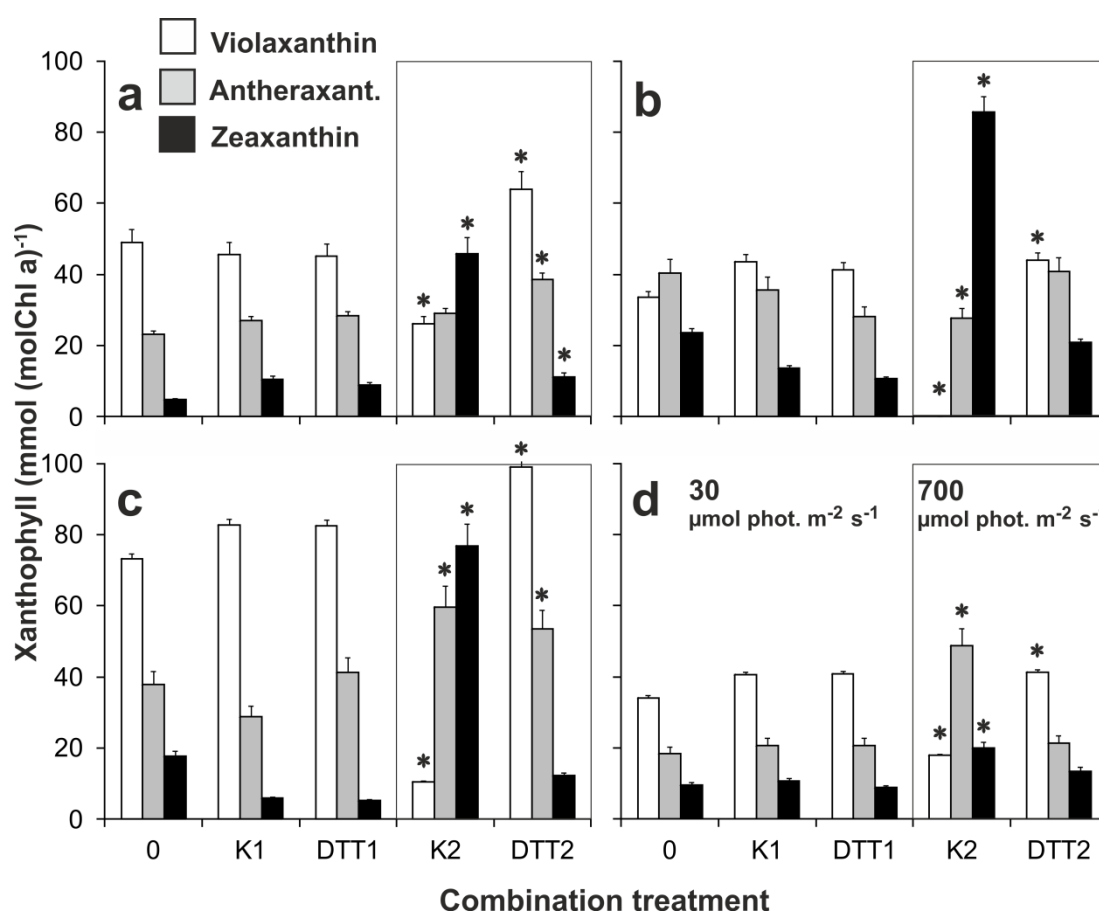 Violaxanthin
Antheraxant.
Zeaxanthin
Xanthophyll (mmol (molChl a)⁻¹)
100
80
60
40
20
0
a
*
*
*
*
*
b
*
*
*
*
100
80
60
40
20
0
c
*
*
*
*
*
d
30
µmol phot. m⁻² s⁻¹
700
µmol phot. m⁻² s⁻
*
*
*
*
0 K1 DTT1 K2 DTT2 0 K1 DTT1 K2 DTT2
Combination treatment